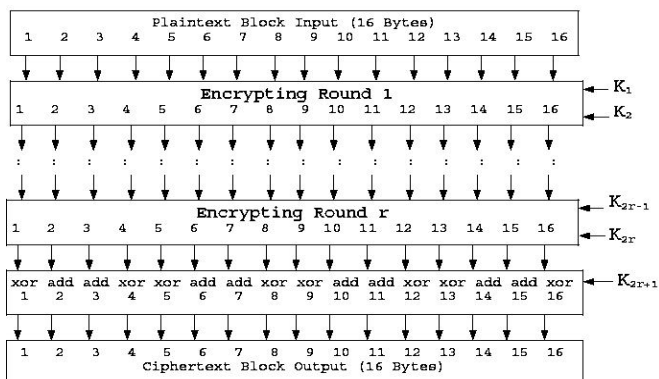 Plaintext Block Input (16 Bytes)
1 2 3 4 5 6 7 8 9 10 11 12 13 14 15 16
Encrypting Round 1
K1
1 2 3 4 5 6 7 8 9 10 11 12 13 14 15 16
K2
: : : : : : : : : : : : : : : :
Encrypting Round r
K2r-1
1 2 3 4 5 6 7 8 9 10 11 12 13 14 15 16
K2r
xor add add xor xor add add xor xor add add xor xor add add xor
K2r+1
1 2 3 4 5 6 7 8 9 10 11 12 13 14 15 16
1 2 3 4 5 6 7 8 9 10 11 12 13 14 15 16
Ciphertext Block Output (16 Bytes)